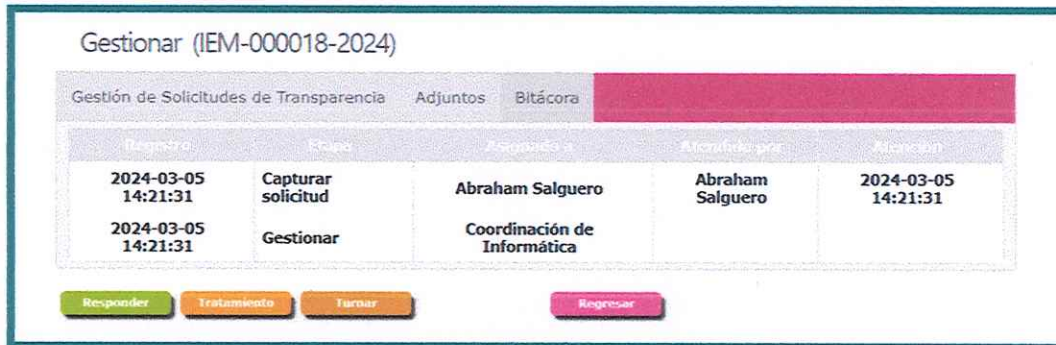 Gestionar (IEM-000018-2024)
Gestión de Solicitudes de Transparencia Adjuntos Bitácora
Registro Etapa Asignado a Atendido por Atención
2024-03-05 Capturar Abraham Salguero Abraham 2024-03-05
14:21:31 solicitud Salguero 14:21:31
2024-03-05 Gestionar Coordinación de
14:21:31 Informática
Responder Tratamiento Turnar Regresar